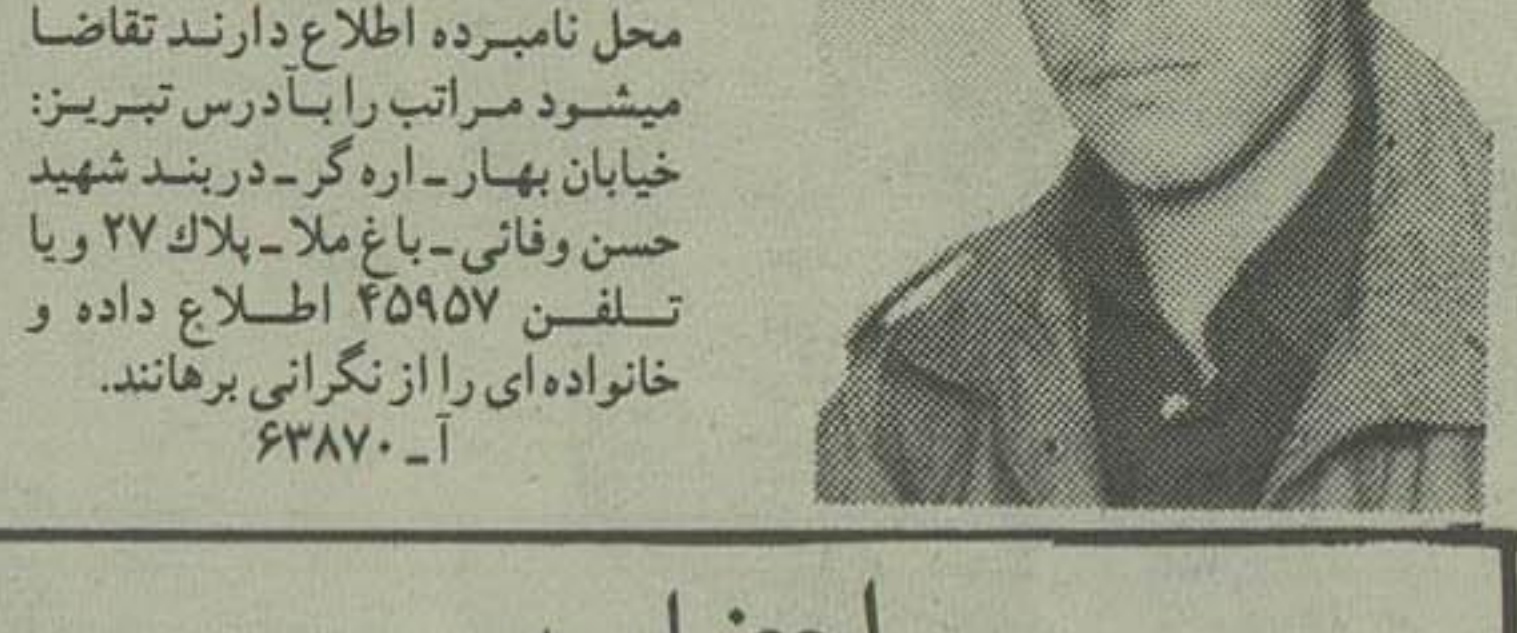 محل نامبرده اطلاع دارند تقاضا
میشود مراتب را بآدرس تبریز:
خیابان بهار ـ اره گر ـ دربند شهید
حسن وفائی ـ باغ ملا ـ پلاك ۲۷ و یا
تلفن ۴۵۹۵۷ اطلاع داده و
خانواده ای را از نگرانی برهانند.
آ ـ ۶۳۸۷۰